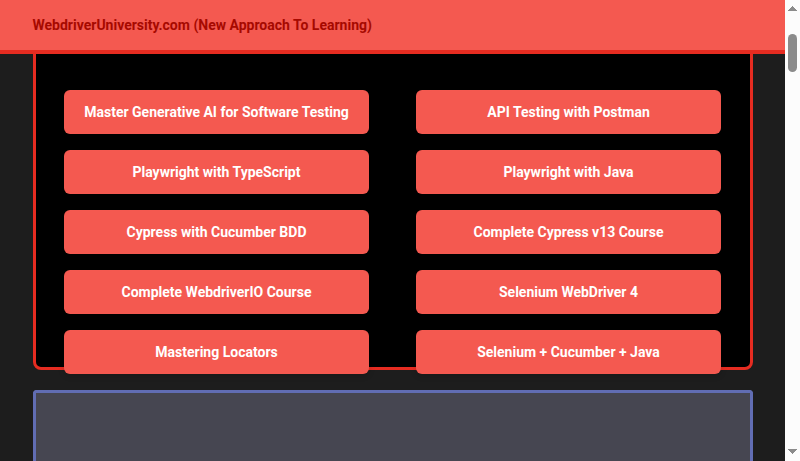 WebdriverUniversity.com (New Approach To Learning)
Master Generative AI for Software Testing
API Testing with Postman
Playwright with TypeScript
Playwright with Java
Cypress with Cucumber BDD
Complete Cypress v13 Course
Complete WebdriverIO Course
Selenium WebDriver 4
Mastering Locators
Selenium + Cucumber + Java